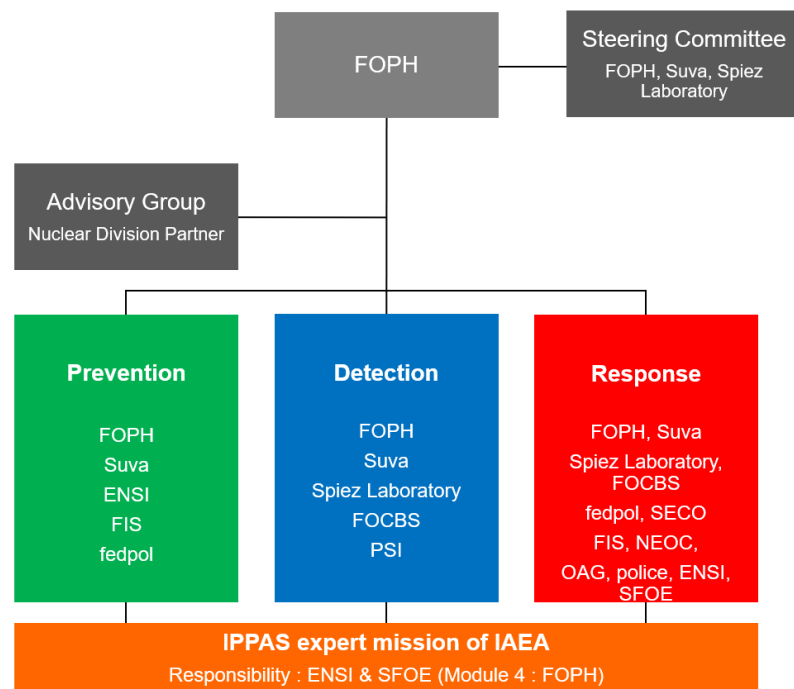 FOPH
Steering Committee
FOPH, Suva, Spiez
Laboratory
Advisory Group
Nuclear Division Partner
Prevention
FOPH
Suva
ENSI
FIS
fedpol
Detection
FOPH
Suva
Spiez Laboratory
FOCBS
PSI
Response
FOPH, Suva
Spiez Laboratory,
FOCBS
fedpol, SECO
FIS, NEOC,
OAG, police, ENSI,
SFOE
IPPAS expert mission of IAEA
Responsibility : ENSI & SFOE (Module 4 : FOPH)